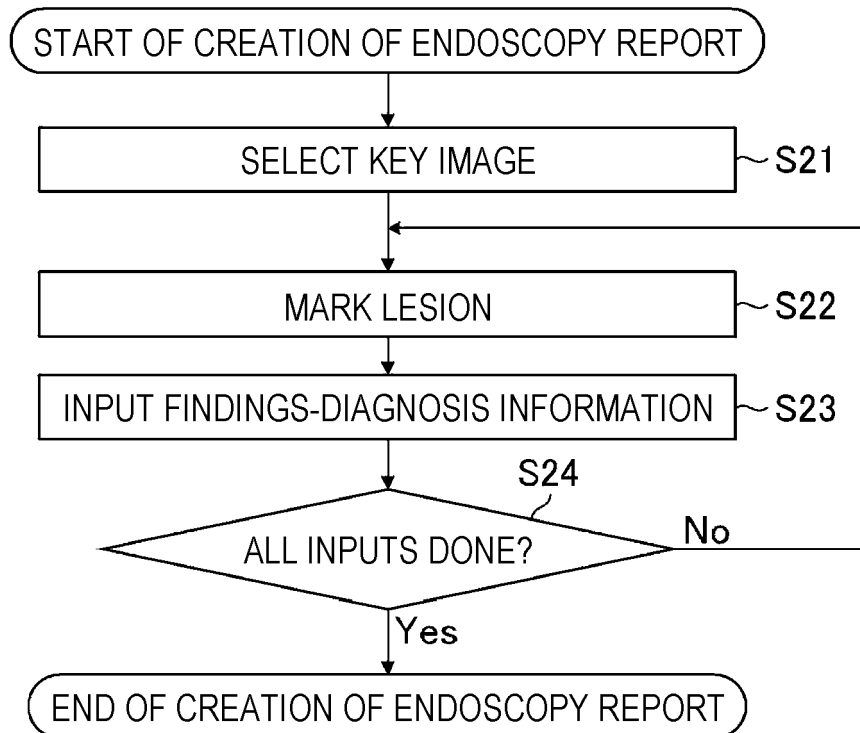 START OF CREATION OF ENDOSCOPY REPORT
SELECT KEY IMAGE
S21
MARK LESION
S22
INPUT FINDINGS-DIAGNOSIS INFORMATION
S23
S24
ALL INPUTS DONE?
No
Yes
END OF CREATION OF ENDOSCOPY REPORT